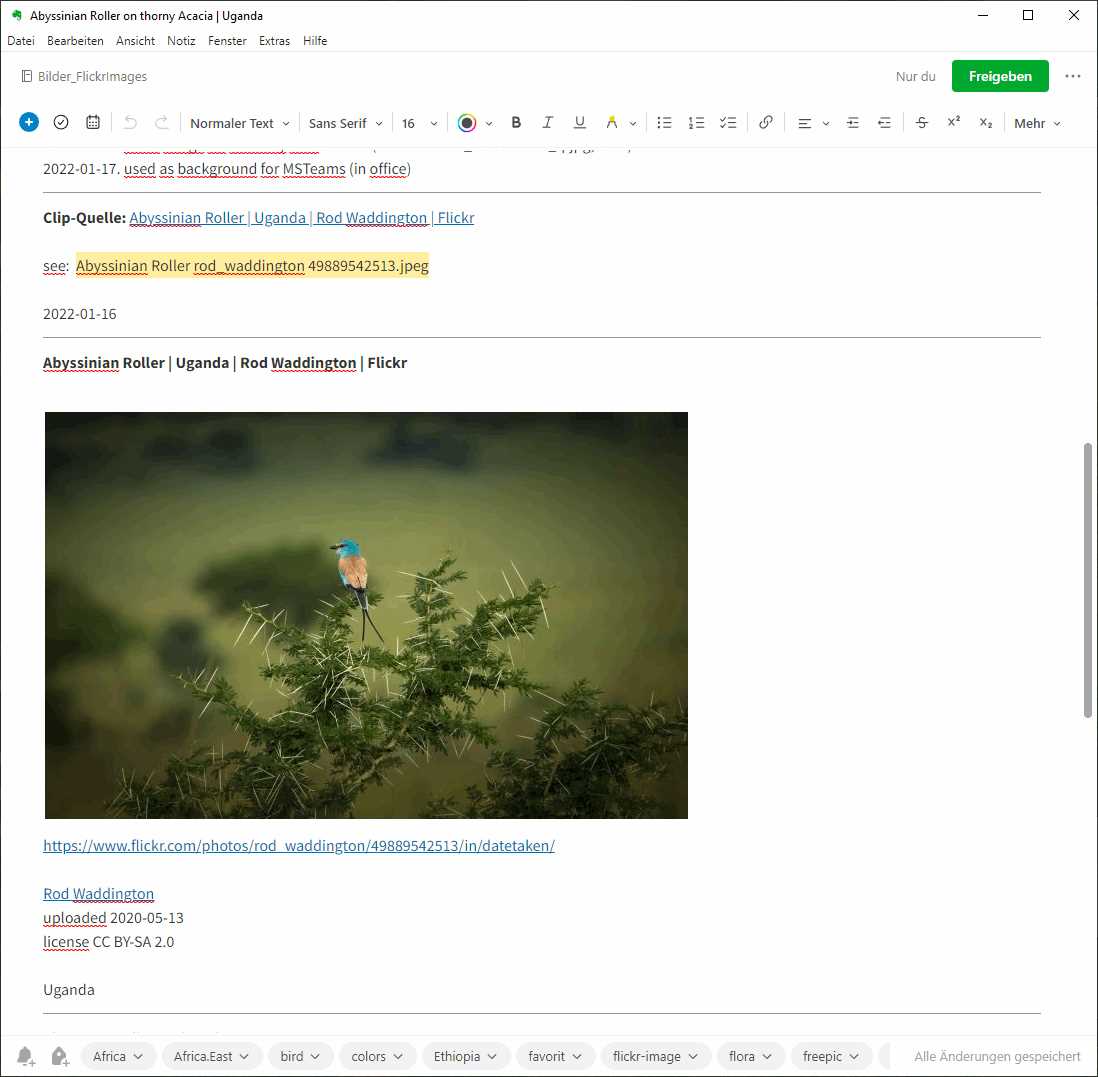 Abyssinian Roller on thorny Acacia | Uganda
Datei Bearbeiten Ansicht Notiz Fenster Extras Hilfe
Bilder_FlickrImages Nur du Freigeben
Normaler Text Sans Serif 16 B I U A S x² x₂ Mehr
2022-01-17. used as background for MSTeams (in office)
Clip-Quelle: Abyssinian Roller | Uganda | Rod Waddington | Flickr
see: Abyssinian Roller rod_waddington 49889542513.jpeg
2022-01-16
Abyssinian Roller | Uganda | Rod Waddington | Flickr
https://www.flickr.com/photos/rod_waddington/49889542513/in/datetaken/
Rod Waddington
uploaded 2020-05-13
license CC BY-SA 2.0
Uganda
Africa Africa.East bird colors Ethiopia favorit flickr-image flora freepic Alle Änderungen gespeichert